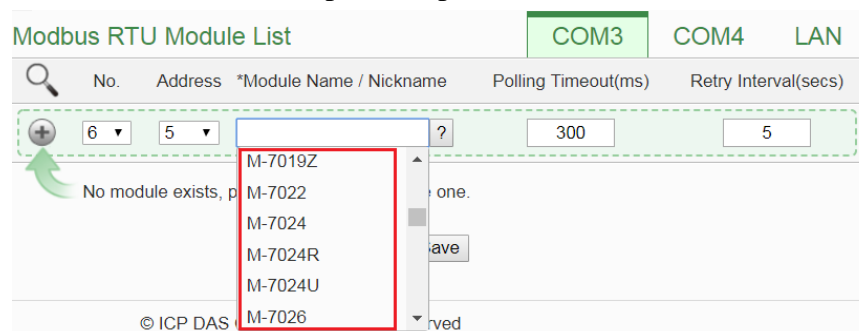 Modbus RTU Module List COM3 COM4 LAN
No. Address *Module Name / Nickname Polling Timeout(ms) Retry Interval(secs)
6 5 ? 300 5
M-7019Z
No module exists, p e one.
M-7022
M-7024
M-7024R
ave
M-7024U
M-7026
© ICP DAS rved